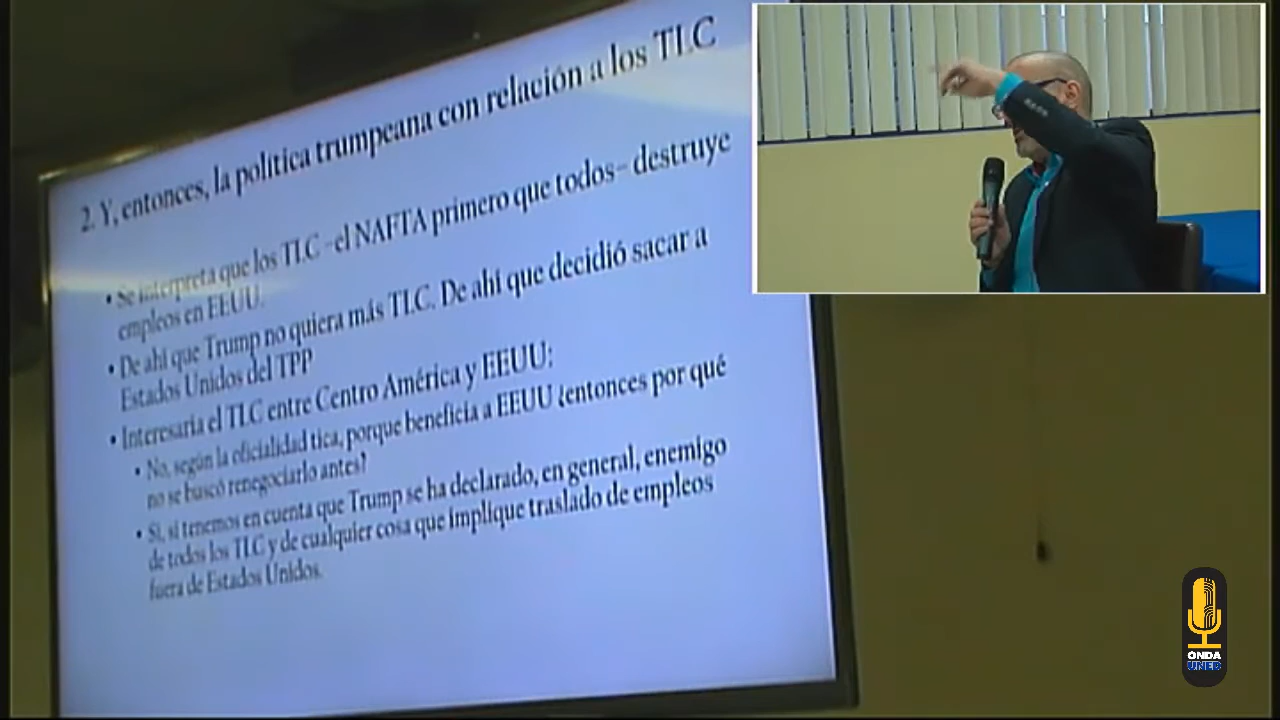 2. Y, entonces, la política trumpeana con relación a los TLC
• Se interpreta que los TLC -el NAFTA primero que todos- destruye
empleos en EEUU.
• De ahí que Trump no quiera más TLC. De ahí que decidió sacar a
Estados Unidos del TPP
• Interesaría el TLC entre Centro América y EEUU:
• No, según la oficialidad tica, porque beneficia a EEUU ¿entonces por qué
no se buscó renegociarlo antes?
• Si, si tenemos en cuenta que Trump se ha declarado, en general, enemigo
de todos los TLC y de cualquier cosa que implique traslado de empleos
fuera de Estados Unidos.
ONDA
UNED